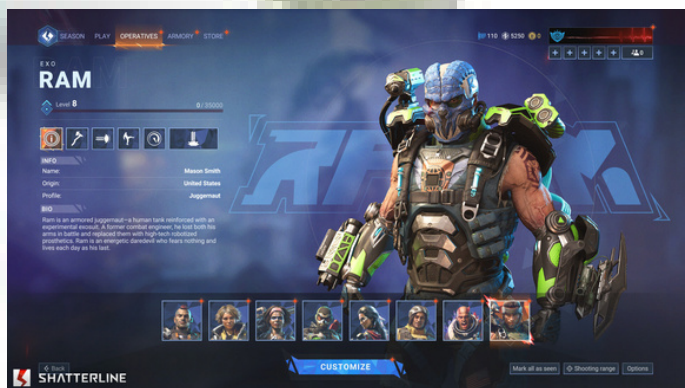 SEASON PLAY OPERATIVES ARMORY STORE
110 5250 0
EXO
RAM
Level 8 0 / 35000
0
INFO
Name: Mason Smith
Origin: United States
Profile: Juggernaut
BIO
Ram is an armored juggernaut—a human tank reinforced with an
experimental exosuit. A former combat engineer, he lost both his
arms in battle and replaced them with high-tech robotized
prosthetics. Ram is an energetic daredevil who fears nothing and
lives each day as his last.
Back
CUSTOMIZE
Mark all as seen Shooting range Options
SHATTERLINE